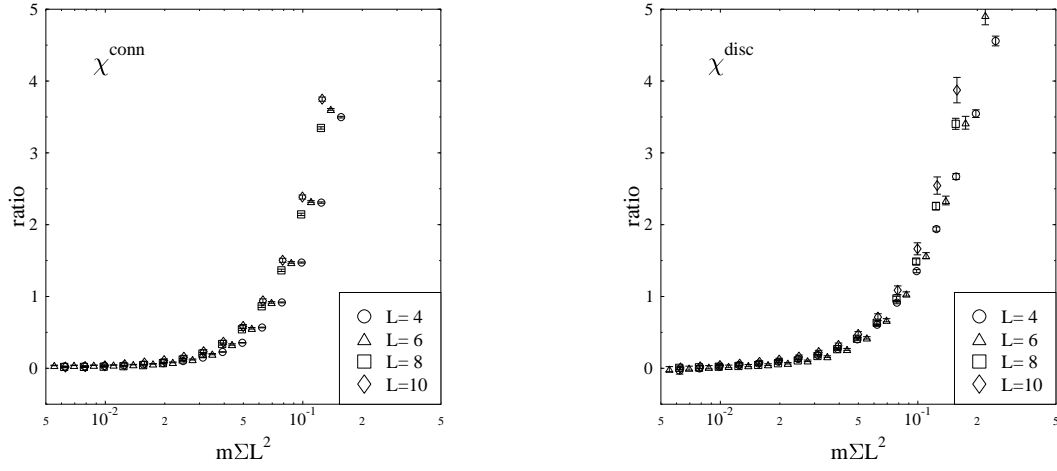 5
4
3
2
1
0
ratio
χ^conn
L= 4
L= 6
L= 8
L=10
5 10^-2 2 5 10^-1 2 5
mΣL^2
5
4
3
2
1
0
ratio
χ^disc
L= 4
L= 6
L= 8
L=10
5 10^-2 2 5 10^-1 2 5
mΣL^2